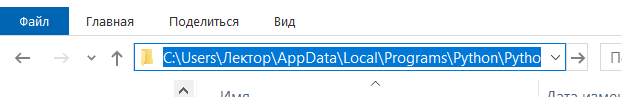 Файл Главная Поделиться Вид
C:\Users\Лектор\AppData\Local\Programs\Python\Pytho
Имя